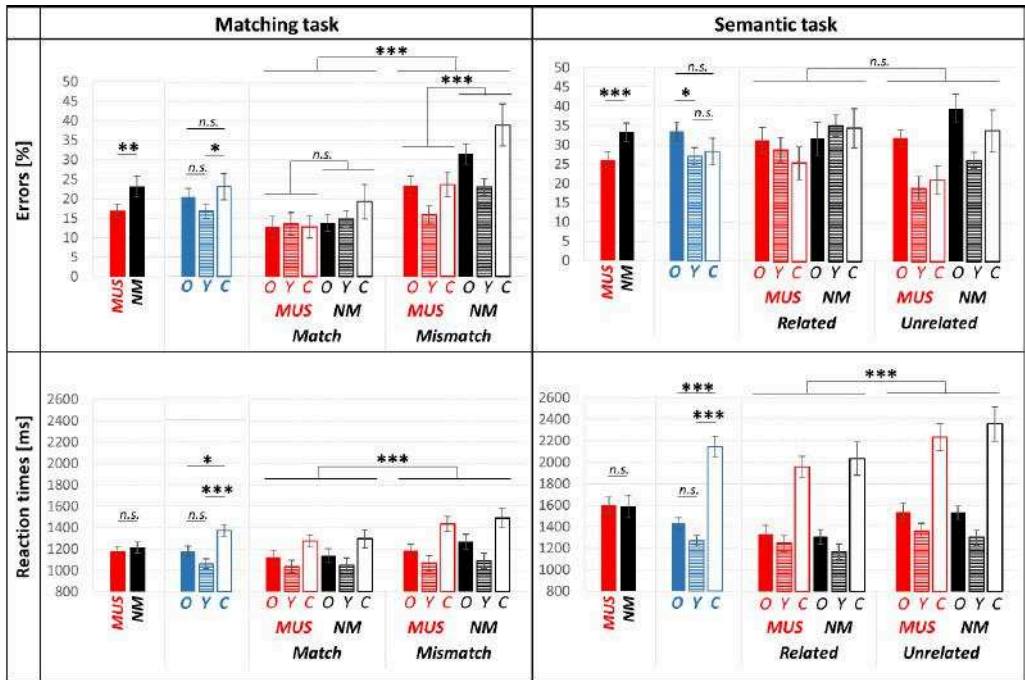 Matching task
Semantic task
Errors [%]
50
45
40
35
30
25
20
15
10
5
0
**
n.s.
n.s.
*
n.s.
***
***
MUS NM
O Y C
O Y C O Y C
MUS NM
Match
O Y C O Y C
MUS NM
Mismatch
50
45
40
35
30
25
20
15
10
5
0
***
n.s.
*
n.s.
n.s.
MUS NM
O Y C
O Y C O Y C
MUS NM
Related
O Y C O Y C
MUS NM
Unrelated
Reaction times [ms]
2600
2400
2200
2000
1800
1600
1400
1200
1000
800
n.s.
*
***
n.s.
***
MUS NM
O Y C
O Y C O Y C
MUS NM
Match
O Y C O Y C
MUS NM
Mismatch
2600
2400
2200
2000
1800
1600
1400
1200
1000
800
n.s.
***
***
n.s.
***
MUS NM
O Y C
O Y C O Y C
MUS NM
Related
O Y C O Y C
MUS NM
Unrelated